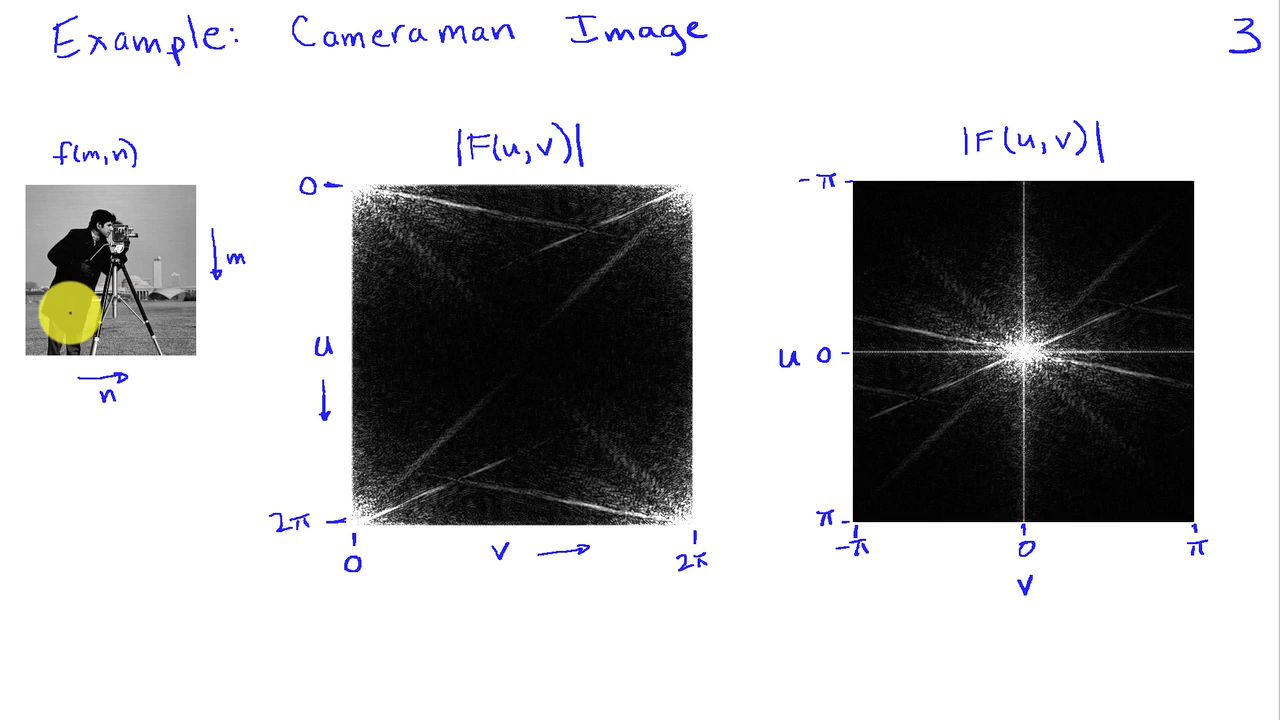 Example: Cameraman Image 3
f(m,n)
↓ m
→
n
|F(u,v)|
0
u
↓
2π
0 v → 2π
|F(u,v)|
-π
u 0
π
-π 0 π
v